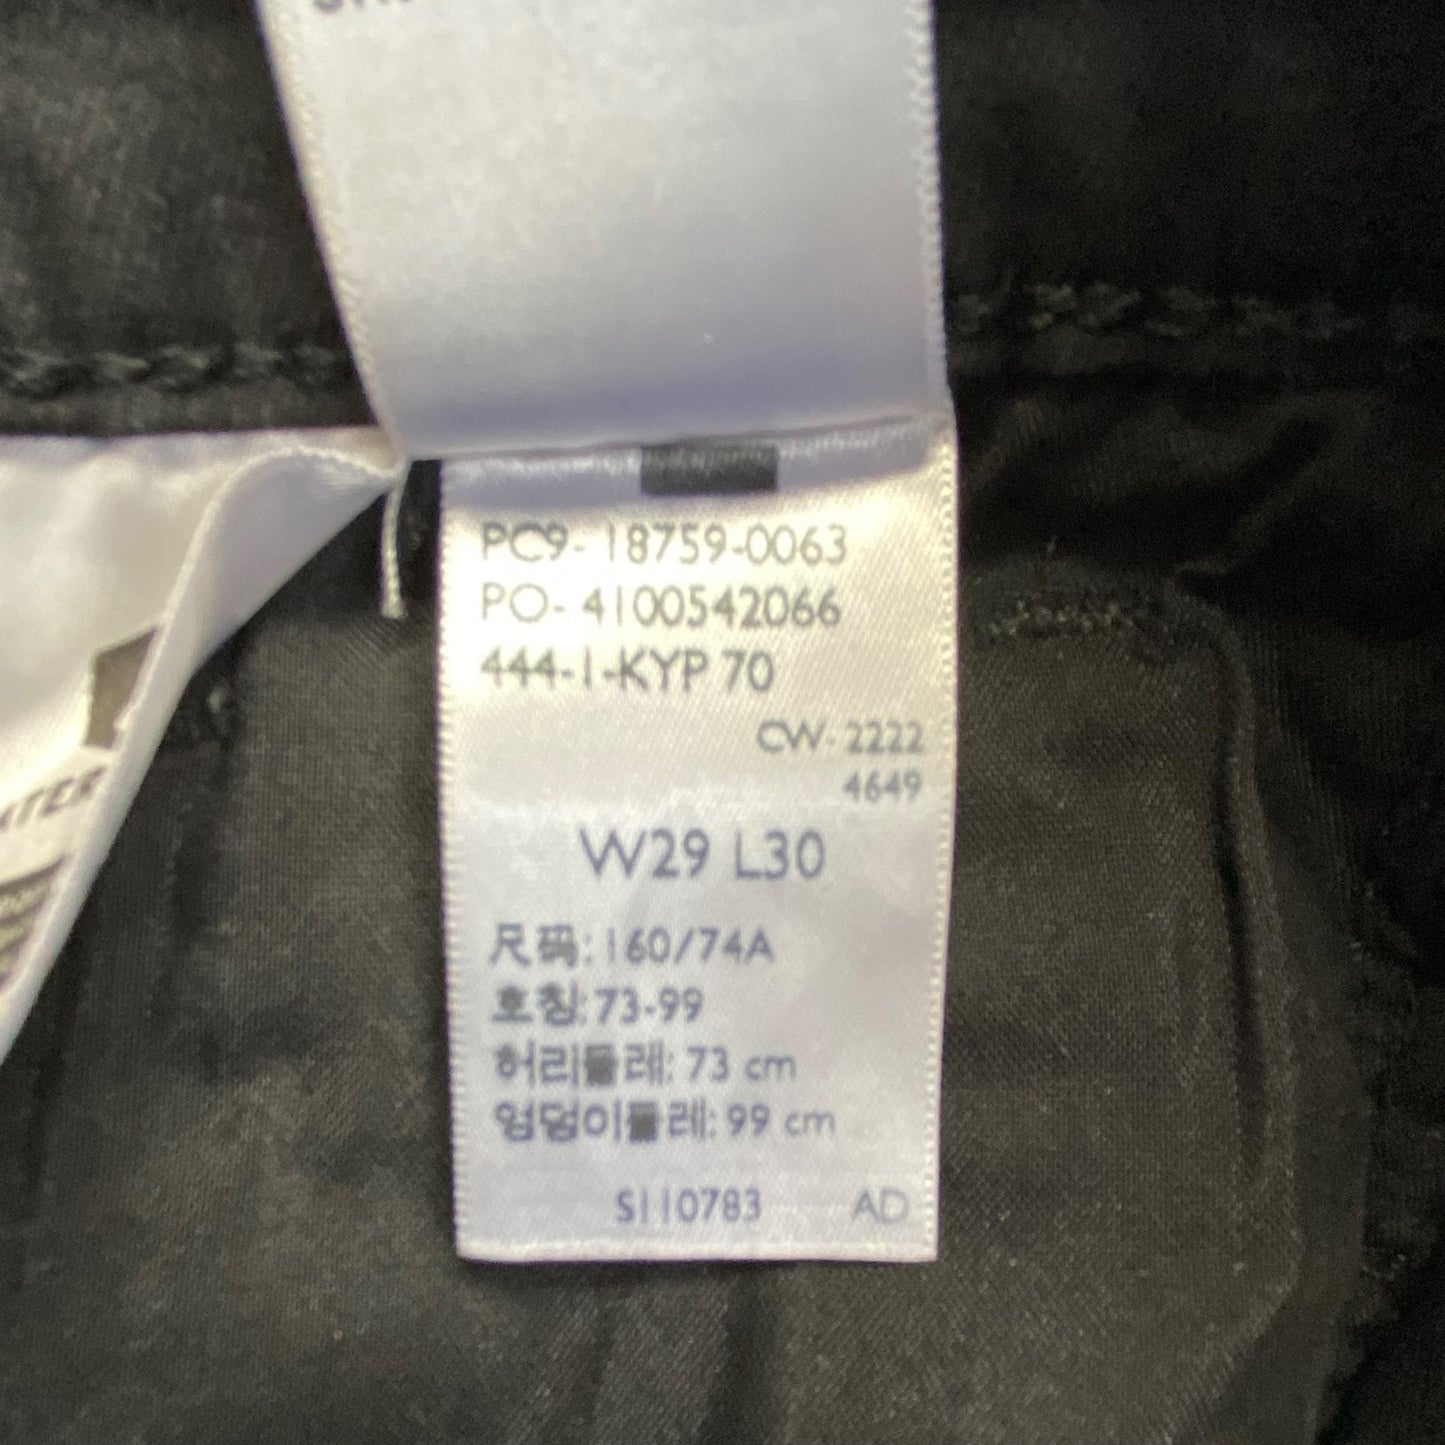 PC9- 18759-0063
PO- 4100542066
444-1-KYP 70
CW- 2222
4649
W29 L30
尺码: 160/74A
호칭: 73-99
허리둘레: 73 cm
엉덩이둘레: 99 cm
S110783 AD